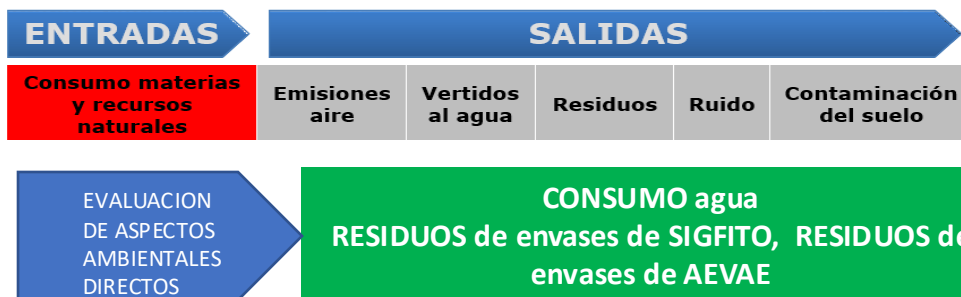 ENTRADAS
SALIDAS
Consumo materias
y recursos
naturales
Emisiones
aire
Vertidos
al agua
Residuos
Ruido
Contaminación
del suelo
EVALUACION
DE ASPECTOS
AMBIENTALES
DIRECTOS
CONSUMO agua
RESIDUOS de envases de SIGFITO, RESIDUOS de
envases de AEVAE